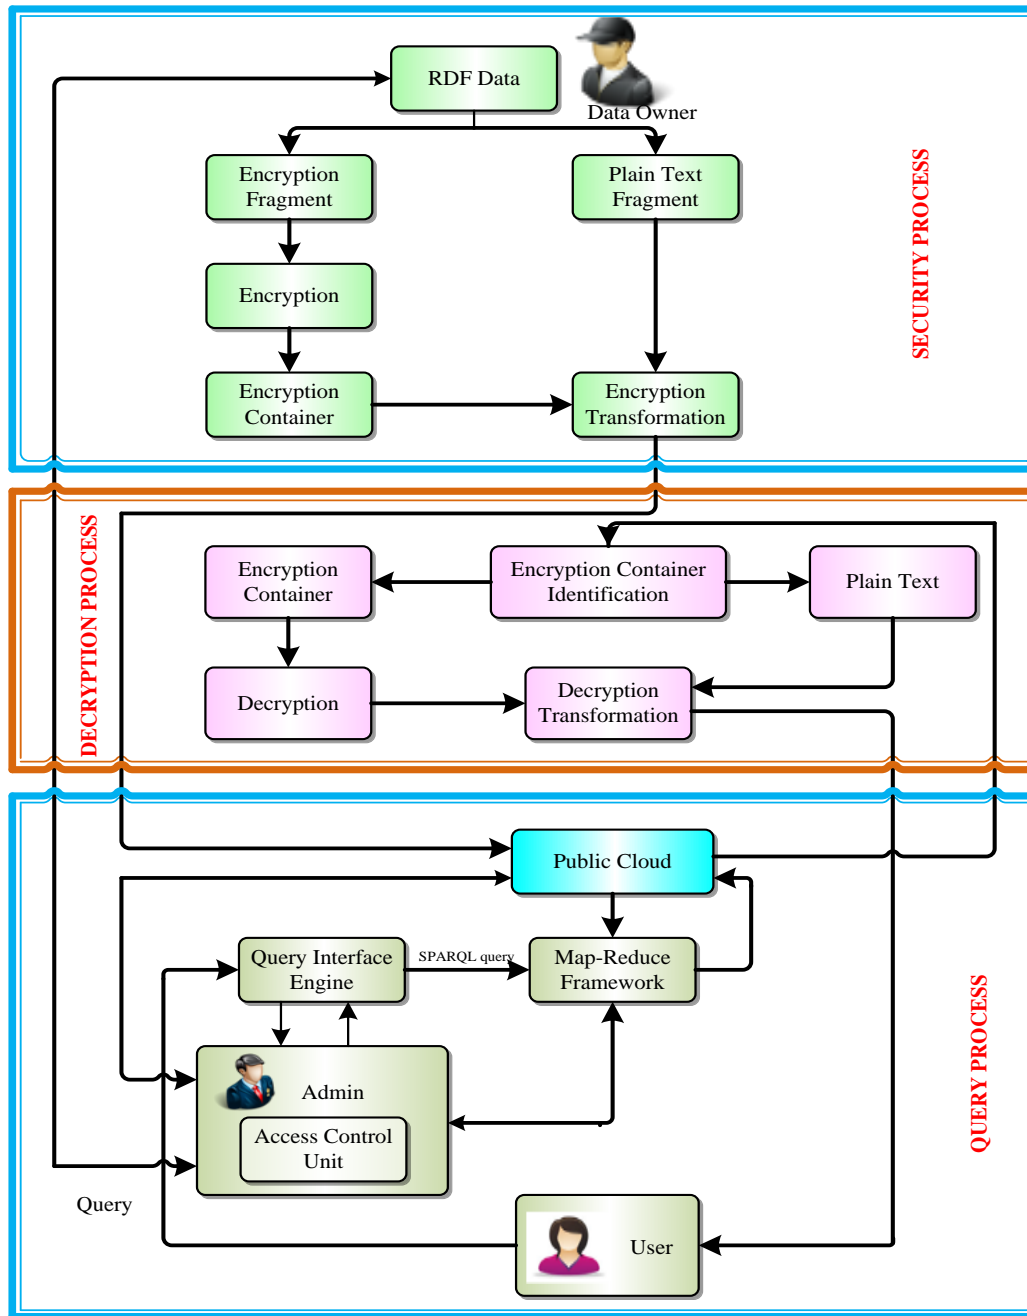 RDF Data
Data Owner
Encryption
Fragment
Plain Text
Fragment
Encryption
Encryption
Container
Encryption
Transformation
SECURITY PROCESS
DECRYPTION PROCESS
Encryption
Container
Encryption Container
Identification
Plain Text
Decryption
Decryption
Transformation
Public Cloud
Query Interface
Engine
SPARQL query
Map-Reduce
Framework
Admin
Access Control
Unit
QUERY PROCESS
Query
User